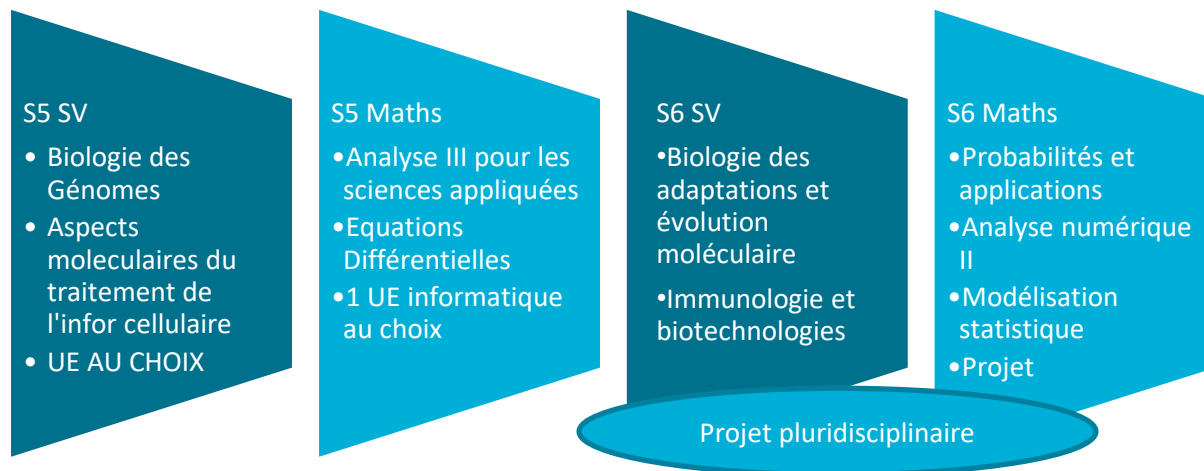 S5 SV
• Biologie des
Génomes
• Aspects
moleculaires du
traitement de
l'infor cellulaire
• UE AU CHOIX
S5 Maths
•Analyse III pour les
sciences appliquées
•Equations
Différentielles
•1 UE informatique
au choix
S6 SV
•Biologie des
adaptations et
évolution
moléculaire
•Immunologie et
biotechnologies
S6 Maths
•Probabilités et
applications
•Analyse numérique
II
•Modélisation
statistique
•Projet
Projet pluridisciplinaire